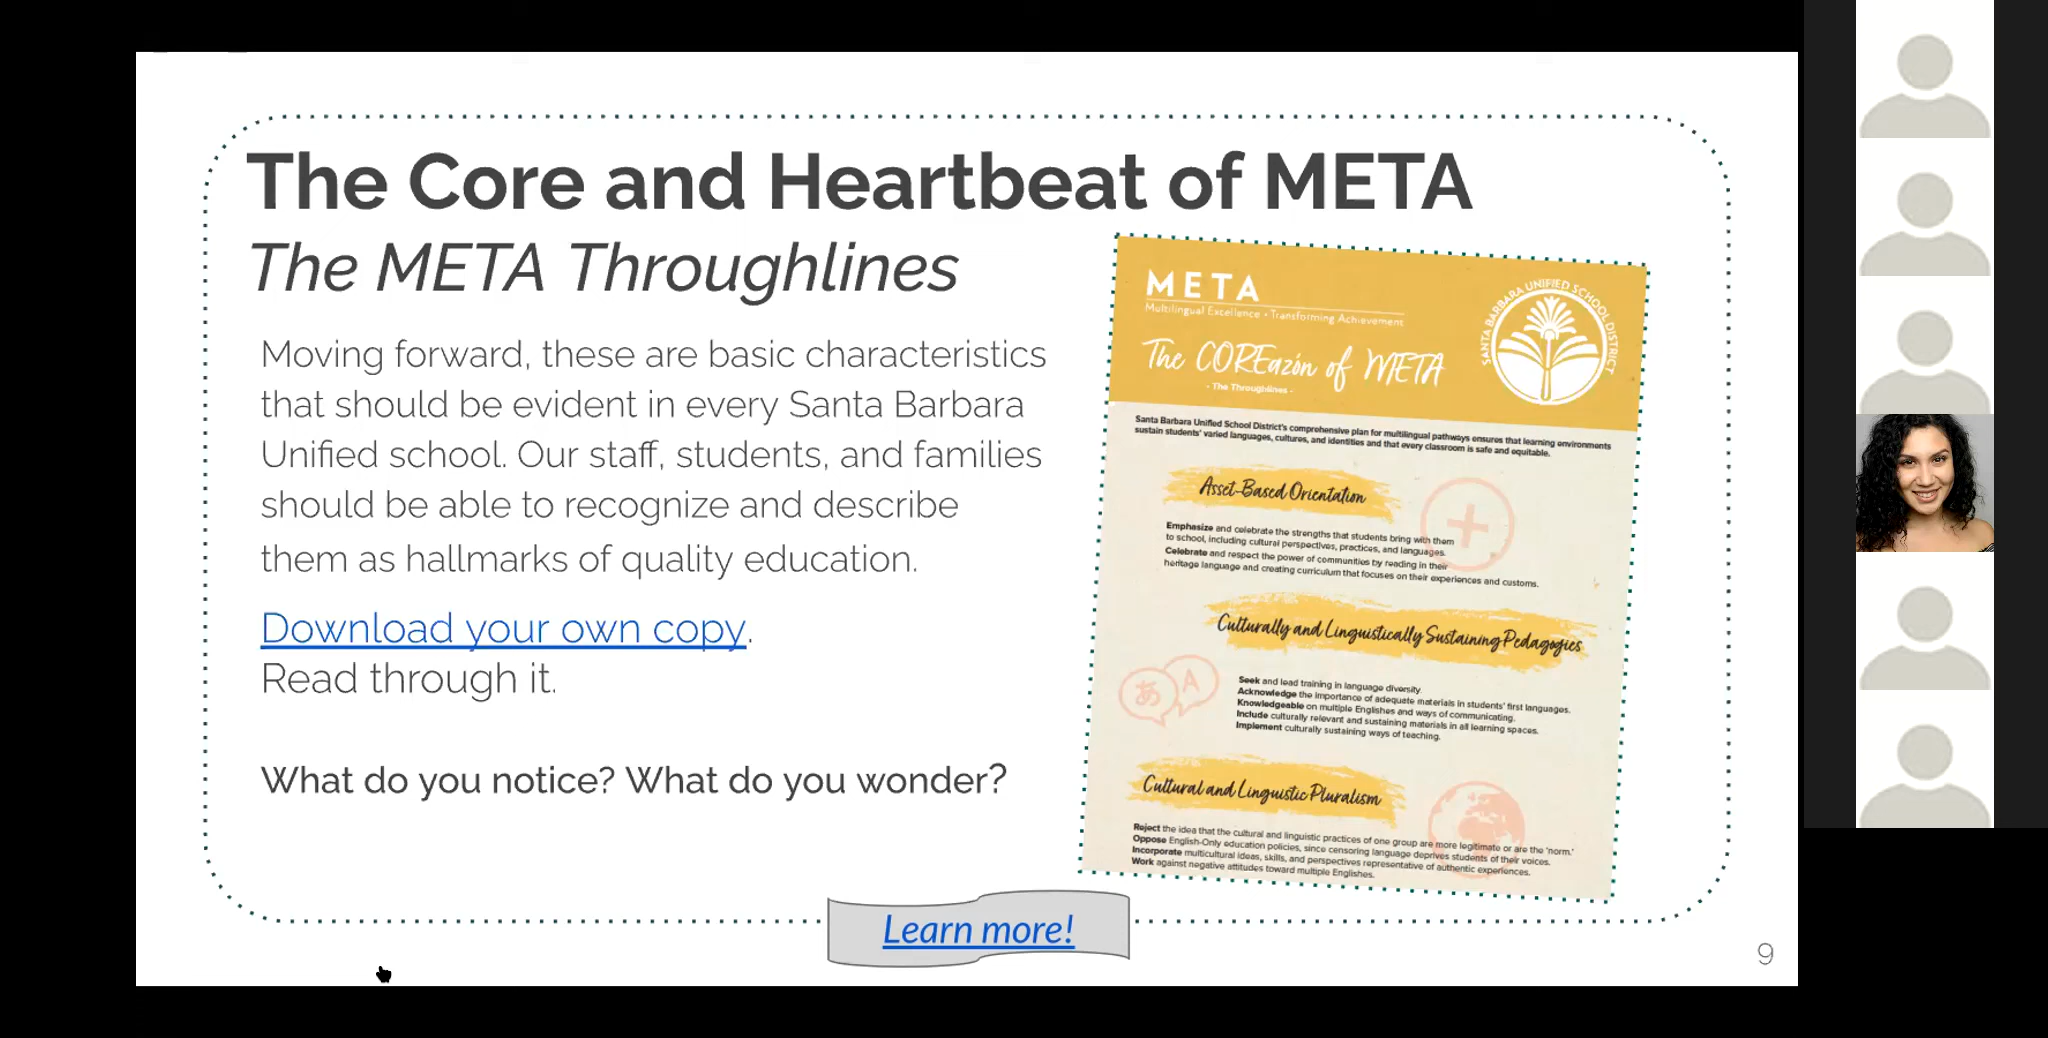 The Core and Heartbeat of META
The META Throughlines
Moving forward, these are basic characteristics
that should be evident in every Santa Barbara
Unified school. Our staff, students, and families
should be able to recognize and describe
them as hallmarks of quality education.
Download your own copy.
Read through it.
What do you notice? What do you wonder?
META
Multilingual Excellence • Transforming Achievement
The COREazón of META
- The Throughlines -
SANTA BARBARA UNIFIED SCHOOL DISTRICT
Santa Barbara Unified School District's comprehensive plan for multilingual pathways ensures that learning environments
sustain students' varied languages, cultures, and identities and that every classroom is safe and equitable.
Asset-Based Orientation
Emphasize and celebrate the strengths that students bring with them
to school, including cultural perspectives, practices, and languages.
Celebrate and respect the power of communities by reading in their
heritage language and creating curriculum that focuses on their experiences and customs.
Culturally and Linguistically Sustaining Pedagogies
あ A
Seek and lead training in language diversity.
Acknowledge the importance of adequate materials in students' first languages.
Knowledgeable on multiple Englishes and ways of communicating.
Include culturally relevant and sustaining materials in all learning spaces.
Implement culturally sustaining ways of teaching.
Cultural and Linguistic Pluralism
Reject the idea that the cultural and linguistic practices of one group are more legitimate or are the 'norm.'
Oppose English-Only education policies, since censoring language deprives students of their voices.
Incorporate multicultural ideas, skills, and perspectives representative of authentic experiences.
Work against negative attitudes toward multiple Englishes.
Learn more!
9